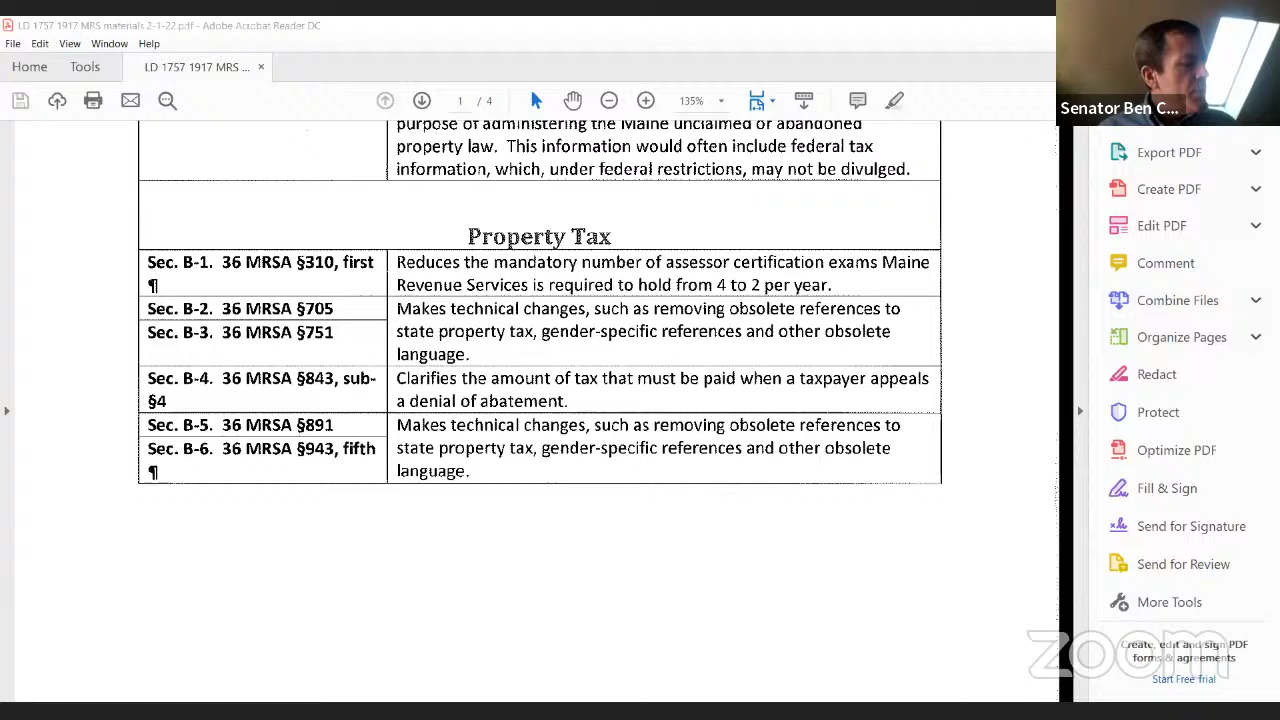 LD 1757 1917 MRS materials 2-1-22.pdf - Adobe Acrobat Reader DC
File Edit View Window Help
Home Tools LD 1757 1917 MRS ... ×
1 / 4 135%
Senator Ben C...
purpose of administering the Maine unclaimed or abandoned
property law. This information would often include federal tax
information, which, under federal restrictions, may not be divulged.
Property Tax
Sec. B-1. 36 MRSA §310, first
¶
Reduces the mandatory number of assessor certification exams Maine
Revenue Services is required to hold from 4 to 2 per year.
Sec. B-2. 36 MRSA §705
Sec. B-3. 36 MRSA §751
Makes technical changes, such as removing obsolete references to
state property tax, gender-specific references and other obsolete
language.
Sec. B-4. 36 MRSA §843, sub-
§4
Clarifies the amount of tax that must be paid when a taxpayer appeals
a denial of abatement.
Sec. B-5. 36 MRSA §891
Sec. B-6. 36 MRSA §943, fifth
¶
Makes technical changes, such as removing obsolete references to
state property tax, gender-specific references and other obsolete
language.
Export PDF
Create PDF
Edit PDF
Comment
Combine Files
Organize Pages
Redact
Protect
Optimize PDF
Fill & Sign
Send for Signature
Send for Review
More Tools
Create, edit and sign PDF
forms & agreements
Start Free Trial
zoom